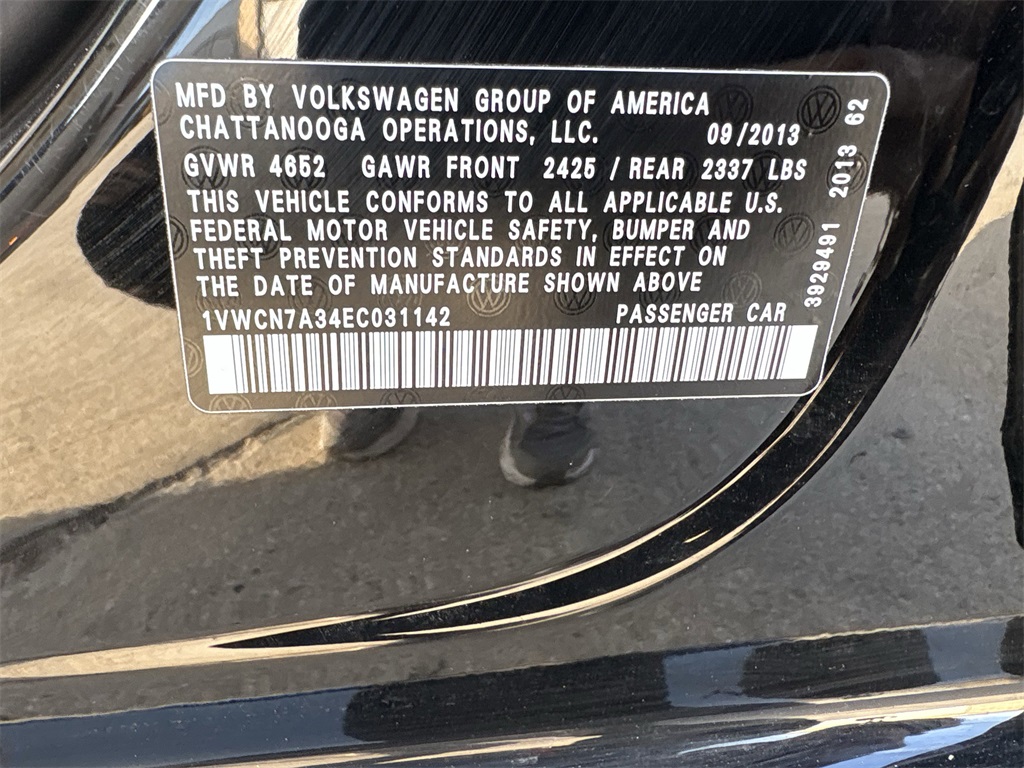 MFD BY VOLKSWAGEN GROUP OF AMERICA
CHATTANOOGA OPERATIONS, LLC. 09/2013
GVWR 4652 GAWR FRONT 2425 / REAR 2337 LBS
THIS VEHICLE CONFORMS TO ALL APPLICABLE U.S.
FEDERAL MOTOR VEHICLE SAFETY, BUMPER AND
THEFT PREVENTION STANDARDS IN EFFECT ON
THE DATE OF MANUFACTURE SHOWN ABOVE
1VWCN7A34EC031142 PASSENGER CAR
3929491 2013 62